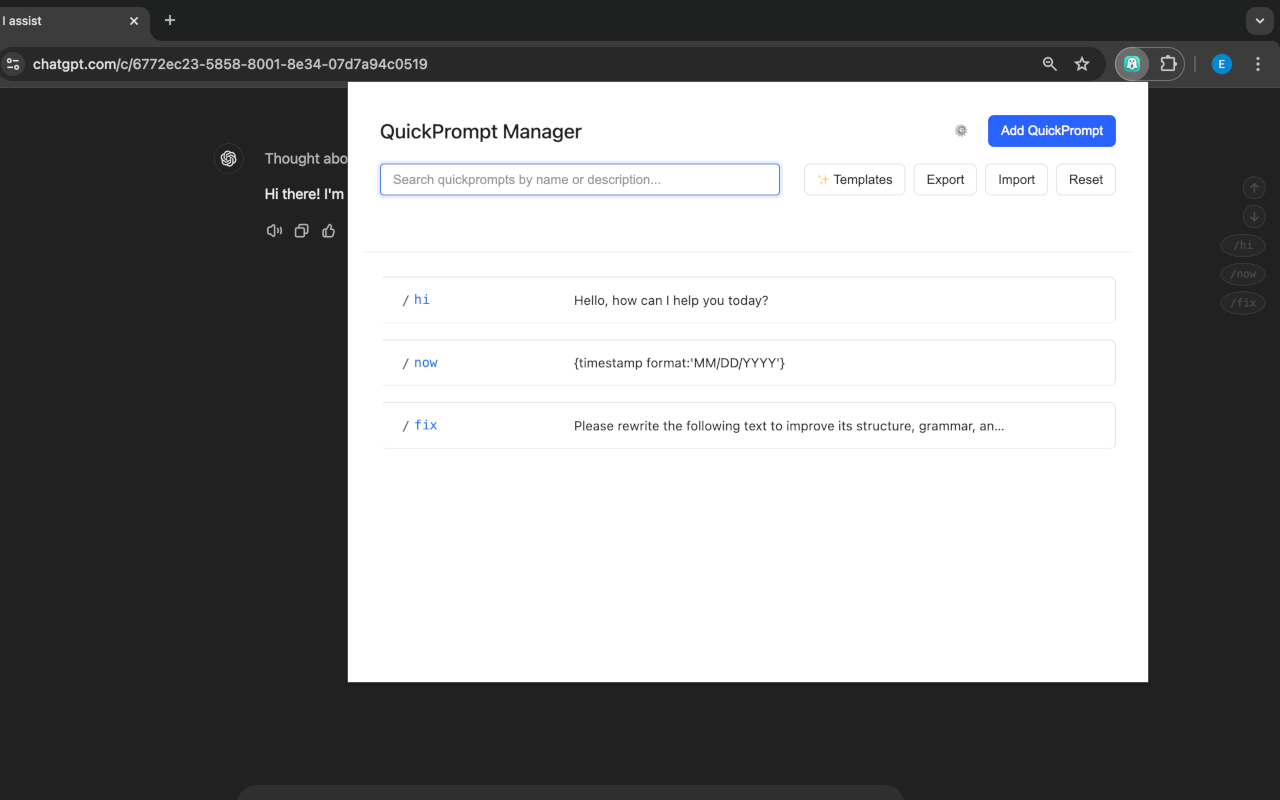 I assist
chatgpt.com/c/6772ec23-5858-8001-8e34-07d7a94c0519
E
QuickPrompt Manager
Add QuickPrompt
Thought abo
Search quickprompts by name or description...
✨ Templates
Export
Import
Reset
Hi there! I'm
/hi
/now
/fix
/ hi
Hello, how can I help you today?
/ now
{timestamp format:'MM/DD/YYYY'}
/ fix
Please rewrite the following text to improve its structure, grammar, an...